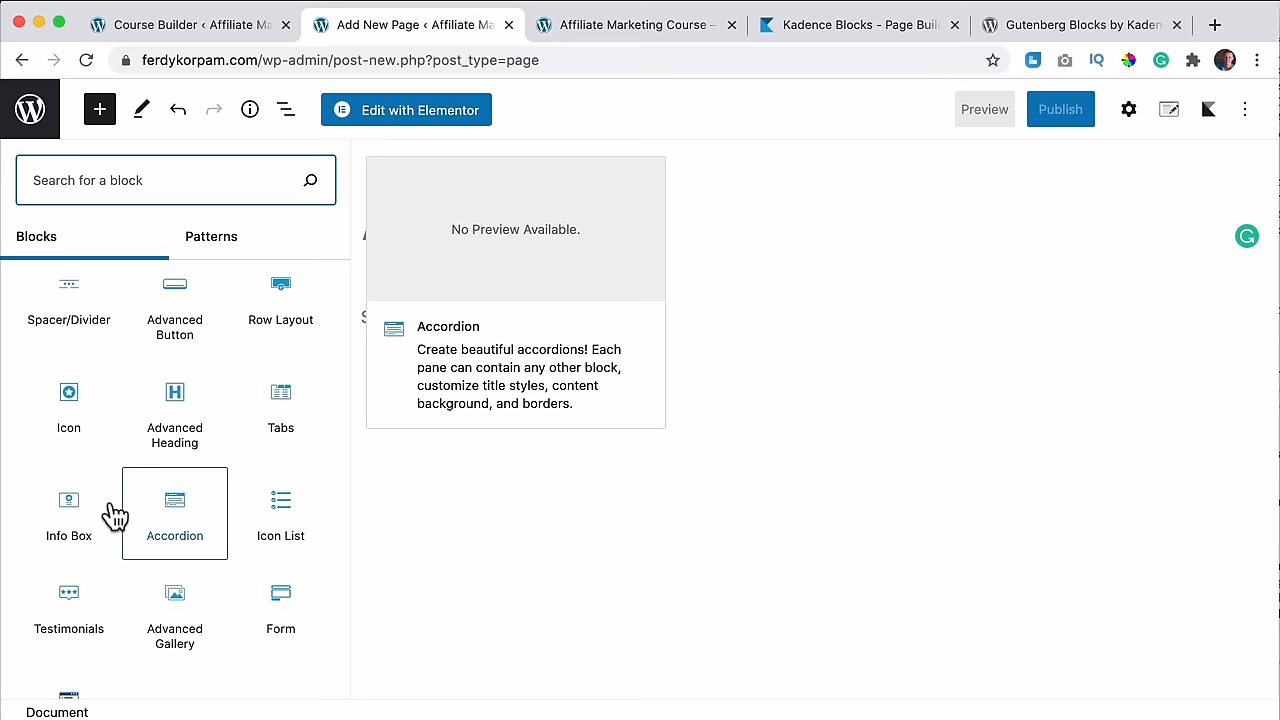 Course Builder ‹ Affiliate Ma
Add New Page ‹ Affiliate Ma
Affiliate Marketing Course –
Kadence Blocks - Page Buil
Gutenberg Blocks by Kaden
ferdykorpam.com/wp-admin/post-new.php?post_type=page
IQ
Edit with Elementor
Preview
Publish
Search for a block
Blocks
Patterns
No Preview Available.
Spacer/Divider
Advanced
Button
Row Layout
Accordion
Create beautiful accordions! Each
pane can contain any other block,
customize title styles, content
background, and borders.
Icon
Advanced
Heading
Tabs
Info Box
Accordion
Icon List
Testimonials
Advanced
Gallery
Form
Document